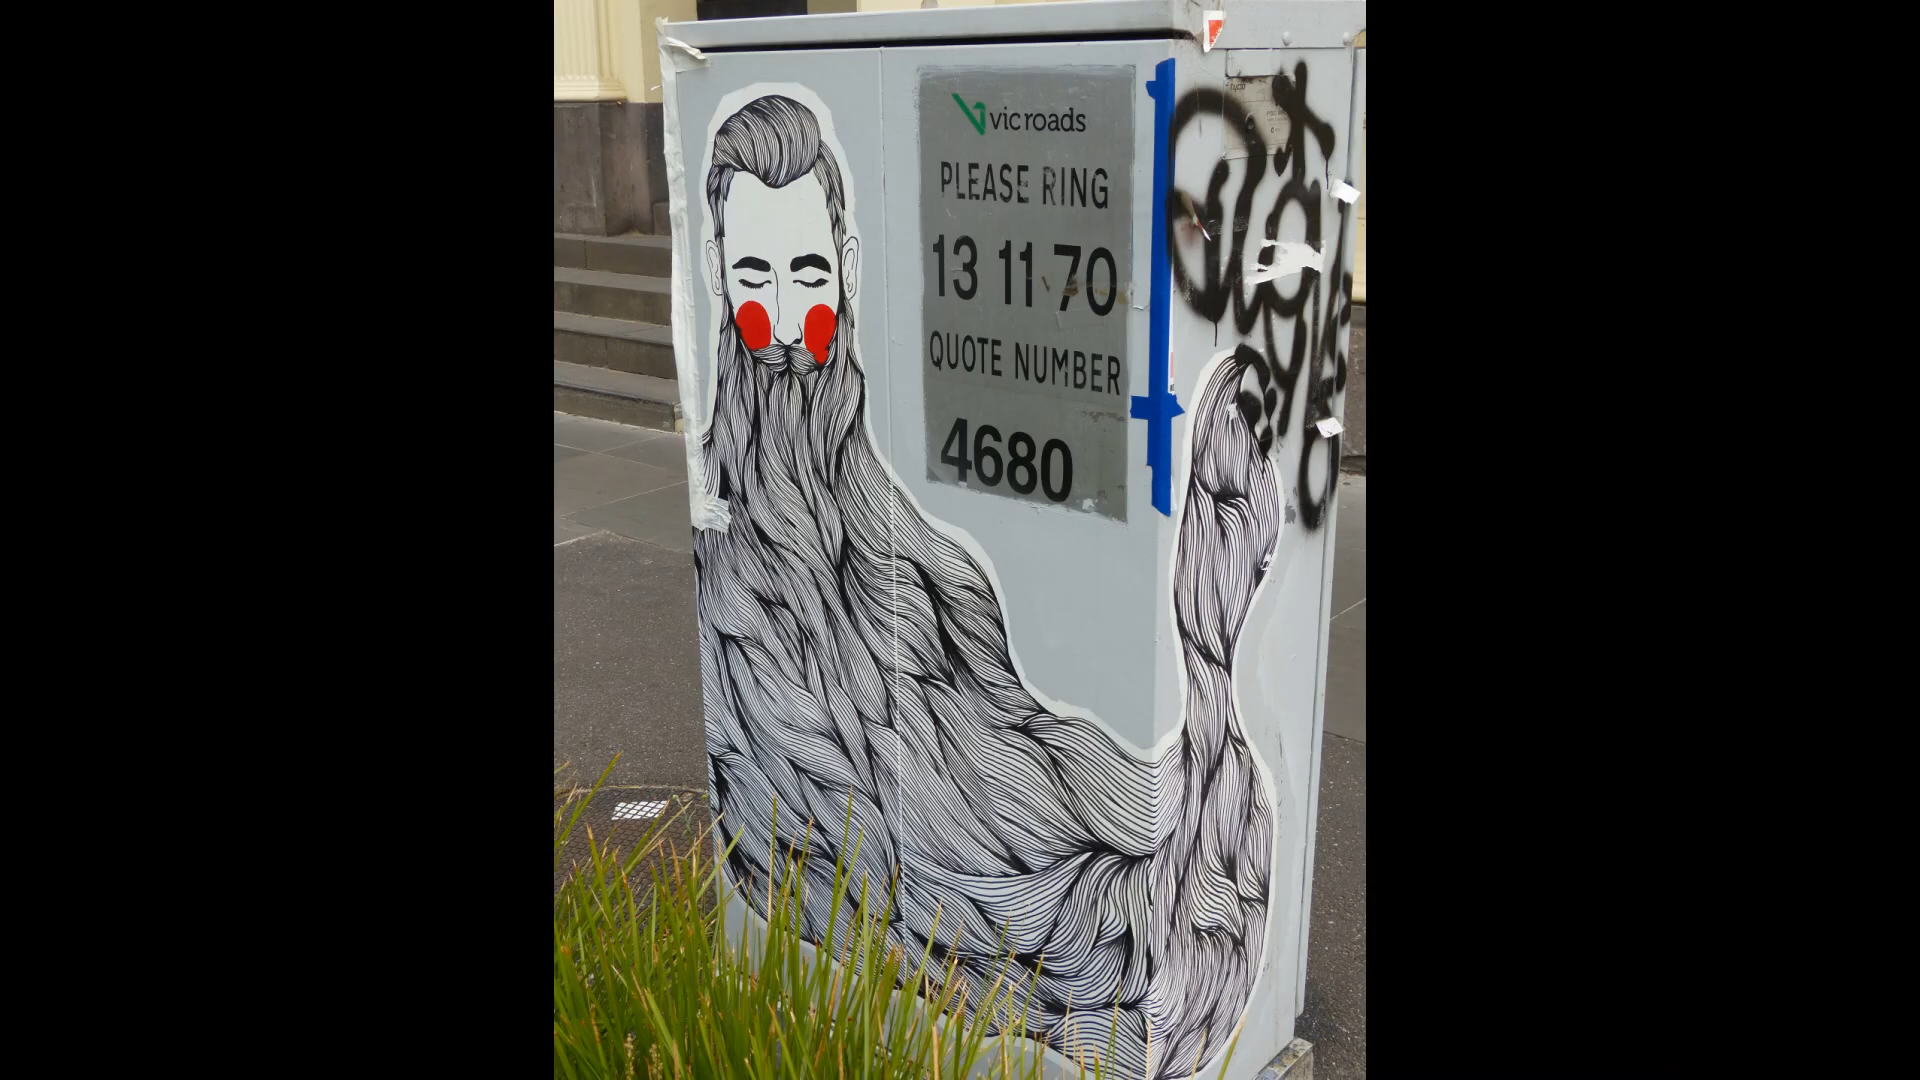 vicroads
PLEASE RING
13 11 70
QUOTE NUMBER
4680